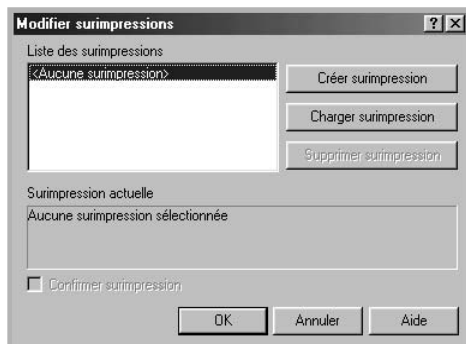 Modifier surimpressions
Liste des surimpressions
<Aucune surimpression>
Créer surimpression
Charger surimpression
Supprimer surimpression
Surimpression actuelle
Aucune surimpression sélectionnée
Confirmer surimpression
OK Annuler Aide